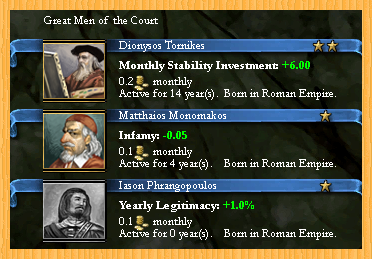 Great Men of the Court
Dionysos Tornikes
Monthly Stability Investment: +6.00
0.2 monthly
Active for 14 year(s). Born in Roman Empire.
Matthaios Monomakos
Infamy: -0.05
0.1 monthly
Active for 4 year(s). Born in Roman Empire.
Iason Phrangopoulos
Yearly Legitimacy: +1.0%
0.1 monthly
Active for 0 year(s). Born in Roman Empire.